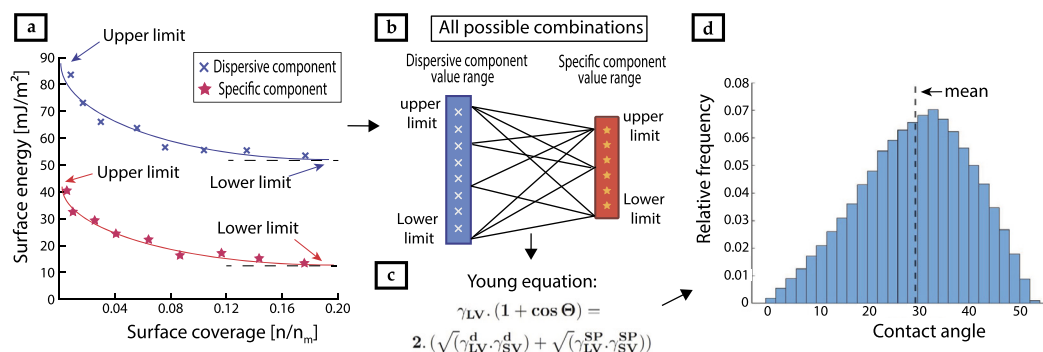 a
Upper limit
90
80
70
60
50
40
30
20
10
0
Surface energy [mJ/m²]
× Dispersive component
★ Specific component
Lower limit
Upper limit
Lower limit
0.04
0.08
0.12
0.16
0.20
Surface coverage [n/nm]
b
All possible combinations
Dispersive component
value range
Specific component
value range
upper
limit
Lower
limit
upper
limit
Lower
limit
c
Young equation:
γLV. (1 + cos Θ) =
2. (√(γᵈLV.γᵈSV) + √(γSPLV.γSPSV))
d
0.08
0.07
0.06
0.05
0.04
0.03
0.02
0.01
0
Relative frequency
mean
0
10
20
30
40
50
Contact angle